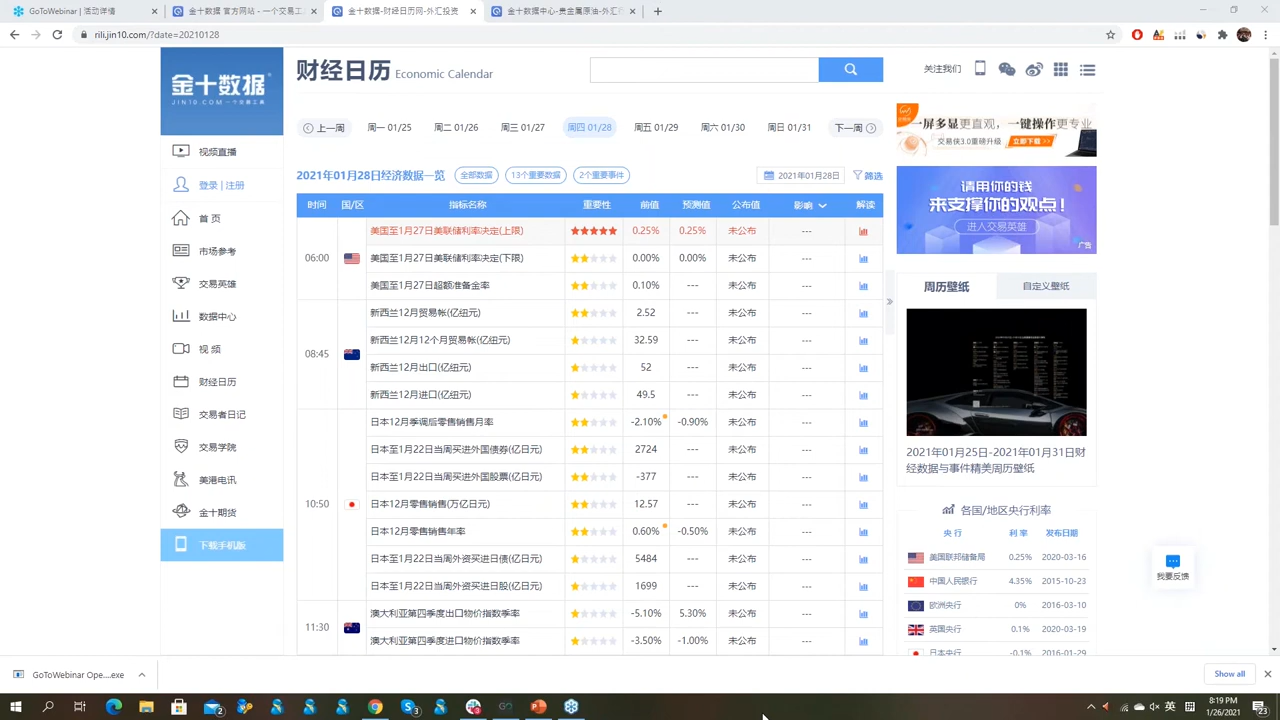 GoToWebinar | 活动详情
金十数据 官方网站 - 一个交易工具
金十数据-财经日历网-外汇投资
金十数据中心-贵金属原油-外汇
rili.jin10.com/?date=20210128
金十数据
JIN10.COM 一个交易工具
财经日历 Economic Calendar
关注我们
上一周 周一 01/25 周三 01/27 周四 01/28 周五 01/29 周六 01/30 周日 01/31 下一周
2021年01月28日经济数据一览 全部数据 13个重要数据 2个重要事件 2021年01月28日 筛选
时间 国/区 指标名称 重要性 前值 预测值 公布值 影响 解读
06:00
美国至1月27日美联储利率决定(上限) 0.25% 0.25% 未公布 ---
美国至1月27日美联储利率决定(下限) 0.00% 0.00% 未公布 ---
美国至1月27日超额准备金率 0.10% --- 未公布 ---
新西兰12月贸易帐(亿纽元) 2.52 --- 未公布 ---
新西兰12月12个月贸易帐(亿纽元) 32.59 --- 未公布 ---
新西兰12月出口(亿纽元) 52 --- 未公布 ---
新西兰12月进口(亿纽元) 49.5 --- 未公布 ---
10:50
日本12月季调后零售销售月率 -2.10% -0.90% 未公布 ---
日本至1月22日当周买进外国债券(亿日元) 2724 --- 未公布 ---
日本至1月22日当周买进外国股票(亿日元) -377 --- 未公布 ---
日本12月零售销售(万亿日元) 12.57 --- 未公布 ---
日本12月零售销售年率 0.60% -0.50% 未公布 ---
日本至1月22日当周外资买进日债(亿日元) 5484 --- 未公布 ---
日本至1月22日当周外资买进日股(亿日元) 1699 --- 未公布 ---
11:30
澳大利亚第四季度出口物价指数季率 -5.10% 5.30% 未公布 ---
澳大利亚第四季度进口物价指数季率 -3.50% -1.00% 未公布 ---
视频直播
登录 | 注册
首 页
市场参考
交易英雄
数据中心
视 频
财经日历
交易者日记
交易学院
美港电讯
金十期货
下载手机版
一屏多显更直观，一键操作更专业
交易侠3.0重磅升级 立即下载 >>
请用你的钱
来支撑你的观点！
进入交易英雄
广告
周历壁纸 自定义壁纸
2021年01月25日-2021年01月31日财
经数据与事件精美周历壁纸
各国/地区央行利率
央 行 利 率 发布日期
美国联邦储备局 0.25% 2020-03-16
中国人民银行 4.35% 2015-10-23
欧洲央行 0% 2016-03-10
英国央行 0.1% 2020-03-19
日本央行 -0.1% 2016-01-29
我要反馈
GoToWebinar Ope....exe
Show all
8:19 PM
1/26/2021